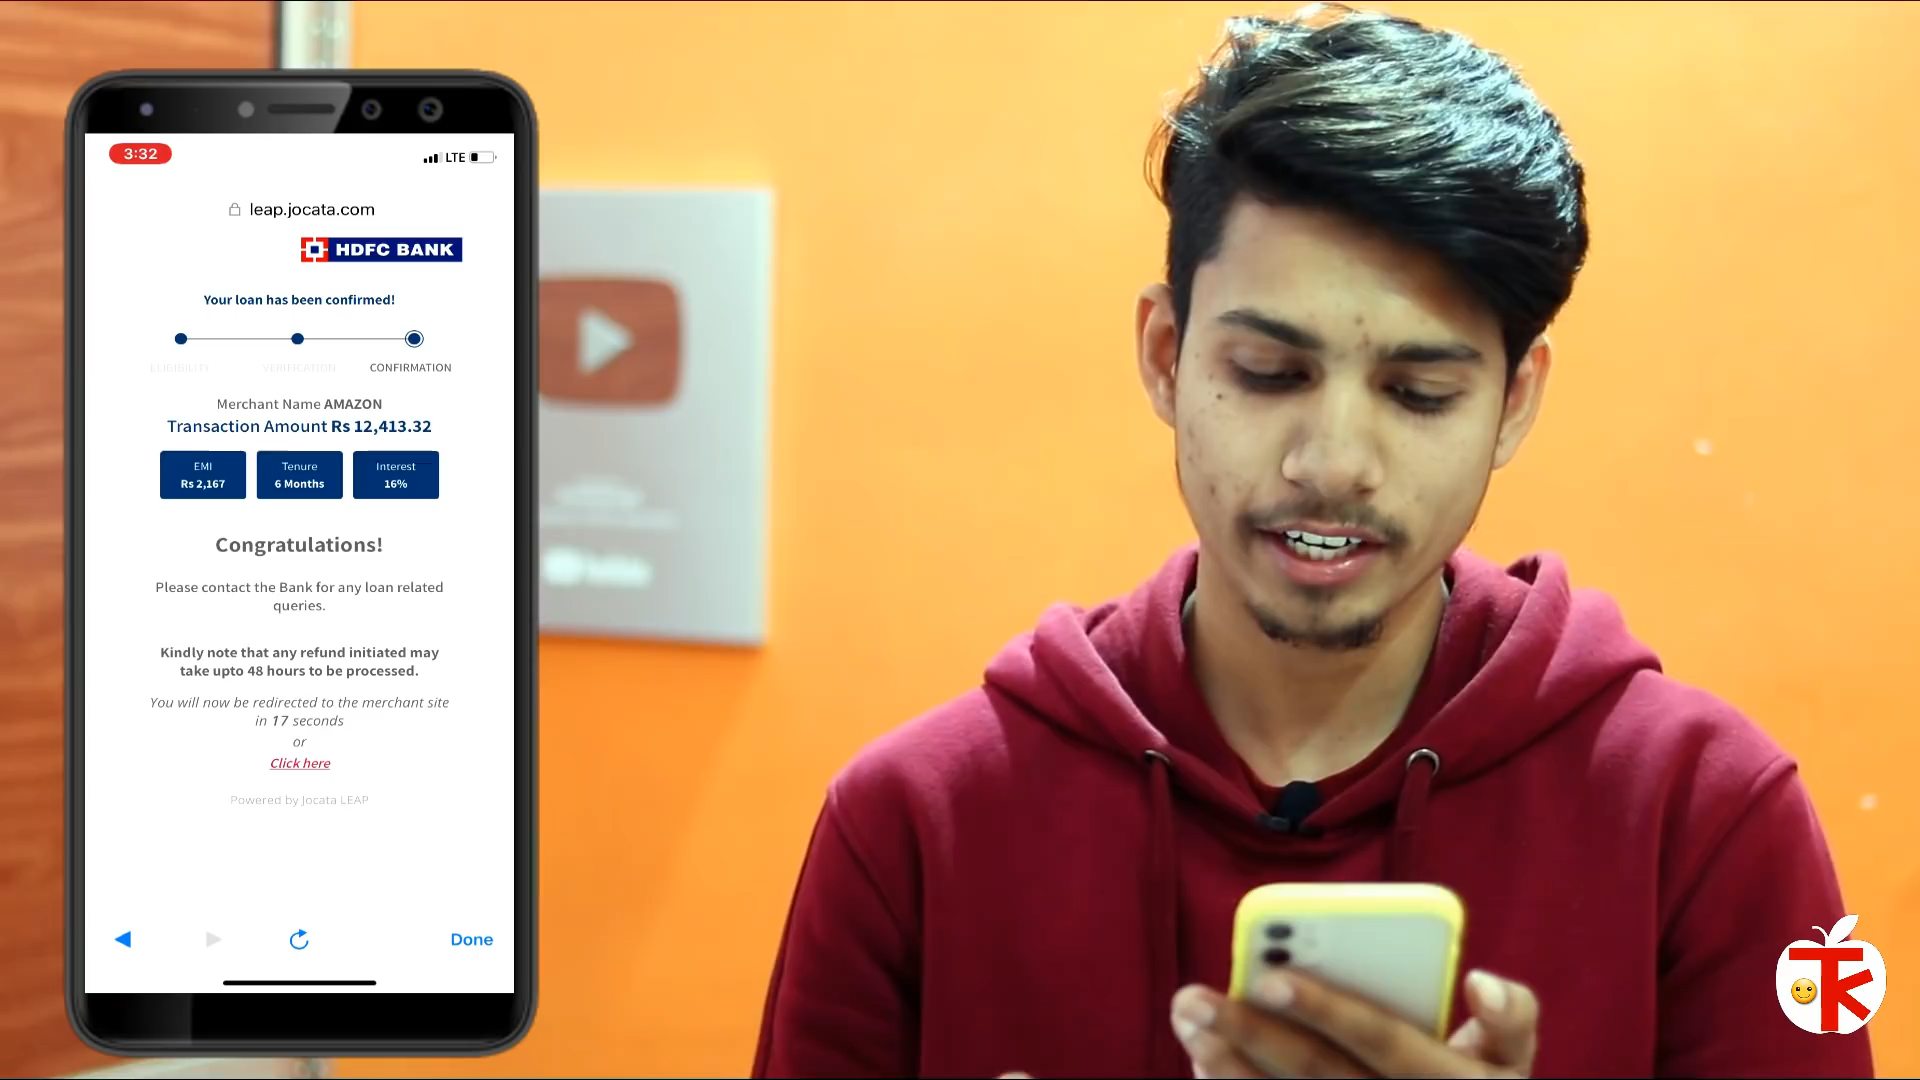 3:32
LTE
leap.jocata.com
HDFC BANK
Your loan has been confirmed!
ELIGIBILITY VERIFICATION CONFIRMATION
Merchant Name AMAZON
Transaction Amount Rs 12,413.32
EMI Tenure Interest
Rs 2,167 6 Months 16%
Congratulations!
Please contact the Bank for any loan related
queries.
Kindly note that any refund initiated may
take upto 48 hours to be processed.
You will now be redirected to the merchant site
in 17 seconds
or
Click here
Powered by Jocata LEAP
Done
TK